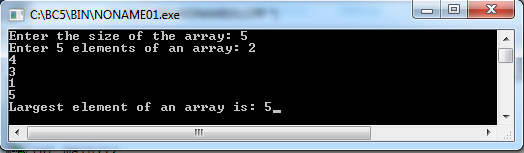 C:\BC5\BIN\NONAME01.exe
Enter the size of the array: 5
Enter 5 elements of an array: 2
4
3
1
5
Largest element of an array is: 5